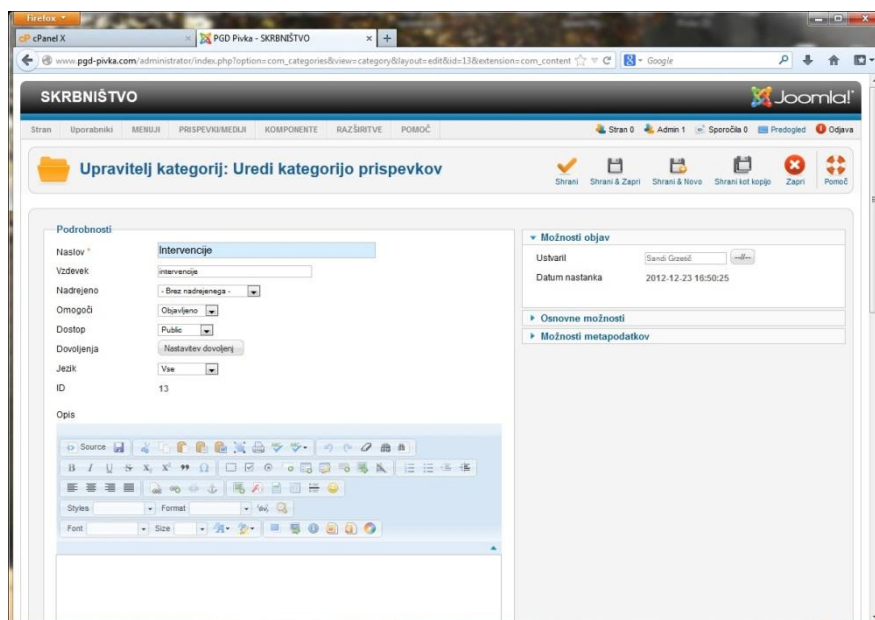 Firefox
cPanel X
PGD Pivka - SKRBNIŠTVO
www.pgd-pivka.com/administrator/index.php?option=com_categories&view=category&layout=edit&id=13&extension=com_content
Google
SKRBNIŠTVO
Joomla!
Stran Uporabniki MENUJI PRISPEVKI/MEDIJI KOMPONENTE RAZŠIRITVE POMOČ
Stran 0 Admin 1 Sporočila 0 Predogled Odjava
Upravitelj kategorij: Uredi kategorijo prispevkov
Shrani Shrani & Zapri Shrani & Novo Shrani kot kopijo Zapri Pomoč
Podrobnosti
Naslov * Intervencije
Vzdevek intervencije
Nadrejeno - Brez nadrejenega -
Omogoči Objavljeno
Dostop Public
Dovoljenja Nastavitev dovoljenj
Jezik Vse
ID 13
Opis
Source
Styles Format
Font Size
Možnosti objav
Ustvaril Sandi Grzetič
Datum nastanka 2012-12-23 16:50:25
Osnovne možnosti
Možnosti metapodatkov